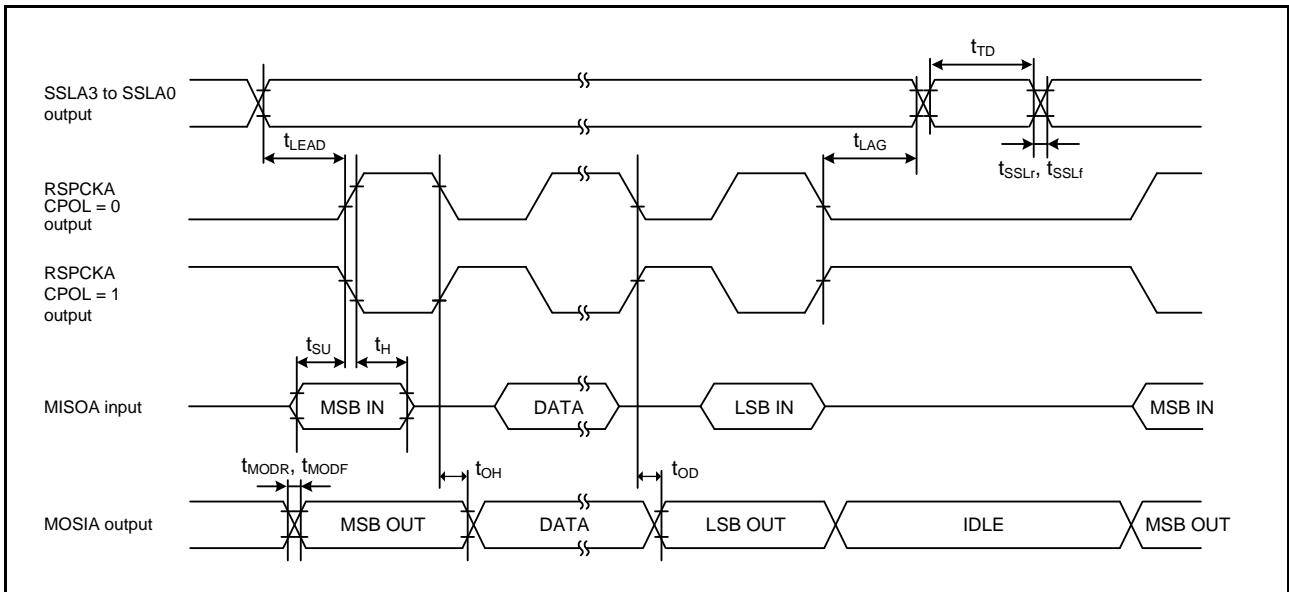 tTD
SSLA3 to SSLA0
output
tLEAD
tLAG
tSSLr, tSSLf
RSPCKA
CPOL = 0
output
RSPCKA
CPOL = 1
output
tSU
tH
MISOA input
MSB IN
DATA
LSB IN
MSB IN
tMODR, tMODF
tOH
tOD
MOSIA output
MSB OUT
DATA
LSB OUT
IDLE
MSB OUT